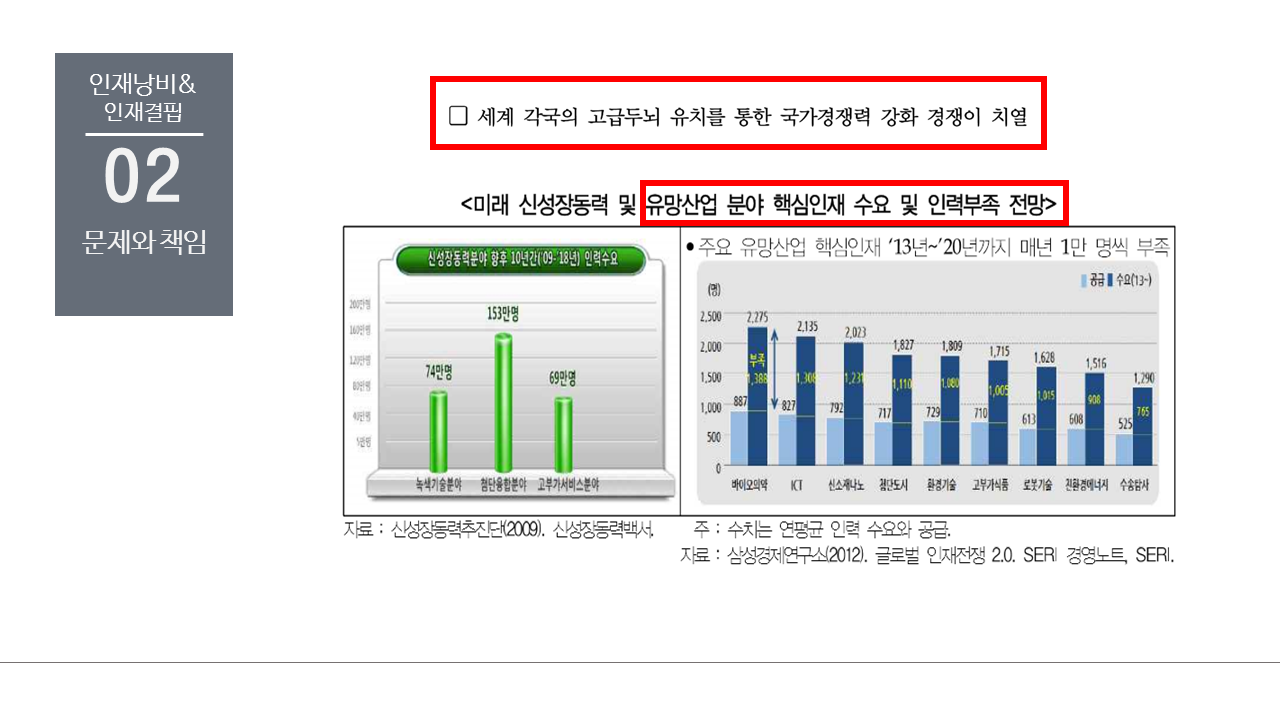 인재낭비&
인재결핍
02
문제와 책임
□ 세계 각국의 고급두뇌 유치를 통한 국가경쟁력 강화 경쟁이 치열
<미래 신성장동력 및 유망산업 분야 핵심인재 수요 및 인력부족 전망>
신성장동력분야 향후 10년간('09-'18년) 인력수요
200만명
160만명
120만명
80만명
40만명
5만명
74만명
153만명
69만명
녹색기술분야 첨단융합분야 고부가서비스분야
• 주요 유망산업 핵심인재 ‘13년~’20년까지 매년 1만 명씩 부족
공급 수요(13~)
(명)
2,500
2,000
1,500
1,000
500
0
2,275 2,135 2,023 1,827 1,809 1,715 1,628 1,516 1,290
부족
1,388 1,308 1,231 1,110 1,080 1,005 1,015 908 765
887 827 792 717 729 710 613 608 525
바이오의약 ICT 신소재나노 첨단도시 환경기술 고부가식품 로봇기술 친환경에너지 수송탐사
자료 : 신성장동력추진단(2009). 신성장동력백서.
주 : 수치는 연평균 인력 수요와 공급.
자료 : 삼성경제연구소(2012). 글로벌 인재전쟁 2.0. SERI 경영노트, SERI.